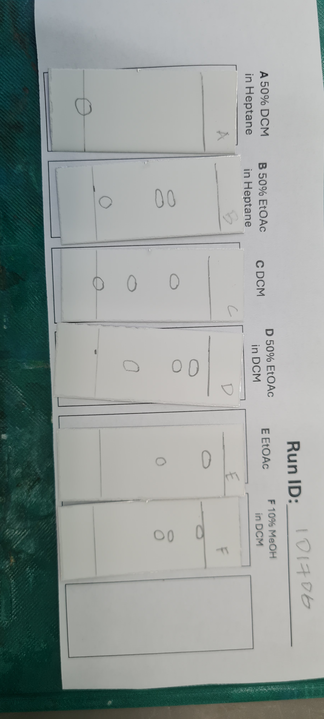 Run ID: 101706
A 50% DCM
in Heptane
B 50% EtOAc
in Heptane
C DCM
D 50% EtOAc
in DCM
E EtOAc
F 10% MeOH
in DCM
A
B
C
D
E
F